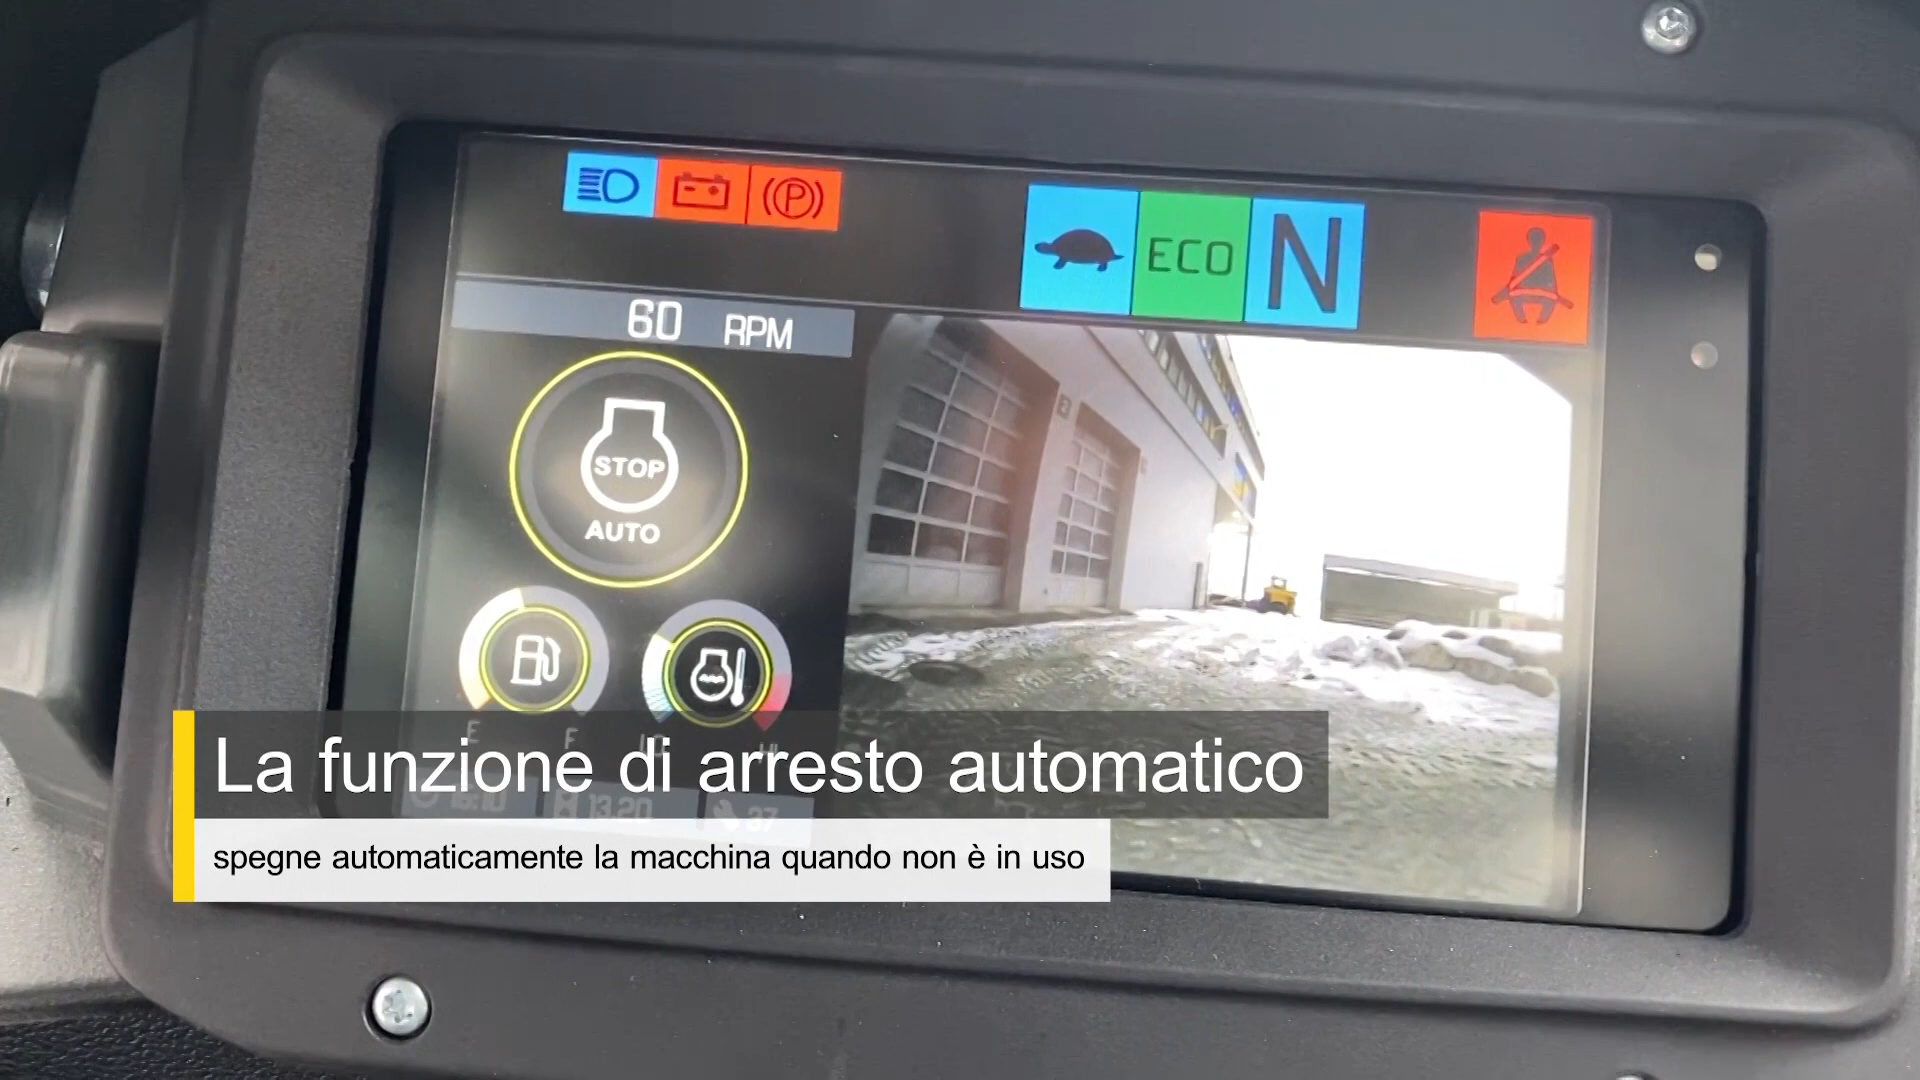 P
ECO
N
60 RPM
STOP
AUTO
E F
La funzione di arresto automatico
13.20
37
spegne automaticamente la macchina quando non è in uso